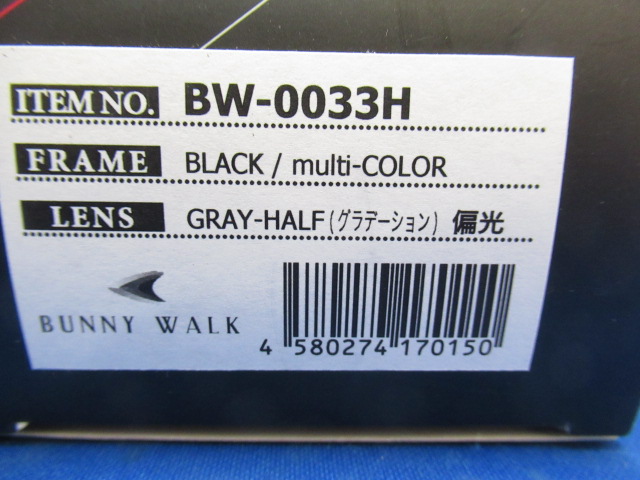 ITEM NO. BW-0033H
FRAME BLACK / multi-COLOR
LENS GRAY-HALF(グラデーション) 偏光
BUNNY WALK
4 580274 170150